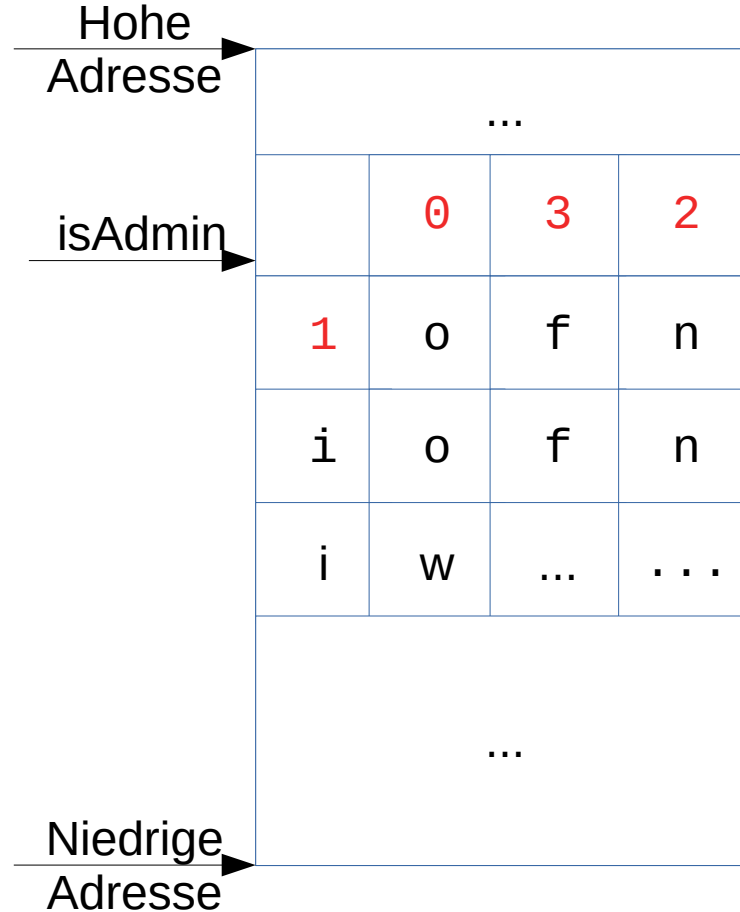 Hohe
Adresse
...
isAdmin
0 3 2
1 o f n
i o f n
i w ... ...
...
Niedrige
Adresse